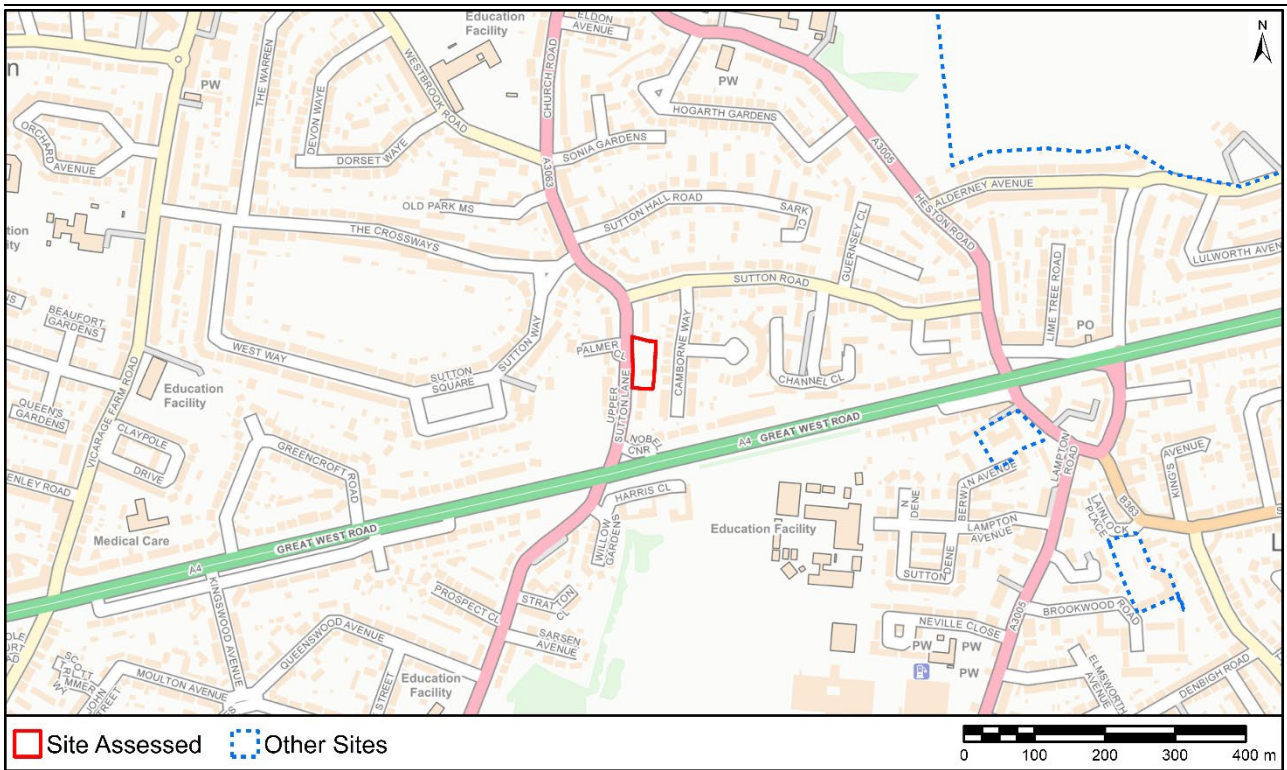 Education
Facility
ELDON
AVENUE
N
THE WARREN
WESTBROOK ROAD
CHURCH ROAD
PW
PW
n
DEVON WAYE
HOGARTH GARDENS
ORCHARD
AVENUE
DORSET WAYE
SONIA GARDENS
A3063
A3005
HESTON ROAD
ALDERNEY AVENUE
OLD PARK MS
SUTTON HALL ROAD
SARK CL
GUERNSEY CL
THE CROSSWAYS
LULWORTH AVEN
LIME TREE ROAD
SUTTON ROAD
BEAUFORT
GARDENS
WEST WAY
SUTTON WAY
PALMER CL
CAMBORNE WAY
PO
VICARAGE FARM ROAD
Education
Facility
SUTTON
SQUARE
UPPER
SUTTON LANE
CHANNEL CL
QUEEN'S
GARDENS
CLAYPOLE
DRIVE
GREENCROFT ROAD
NOBEL
CNR
A4
GREAT WEST ROAD
ENLEY ROAD
HARRIS CL
BERWYN AVENUE
LAMPTON
ROAD
KING'S
AVENUE
Medical Care
GREAT WEST ROAD
WILLOW
GARDENS
Education Facility
N
DENE
LAMPTON
AVENUE
LAINLOCK
PLACE
B363
A4
KINGSWOOD AVENUE
SUTTON
DENE
PROSPECT CL
STRATTON
CL
SARSEN
AVENUE
BROOKWOOD
ROAD
NEVILLE CLOSE
A3005
QUEENSWOOD AVENUE
PW
PW
PW
MOULTON AVENUE
Education
Facility
STREET
ELMSWORTH
AVENUE
DENBIGH ROAD
Site Assessed
Other Sites
0 100 200 300 400 m